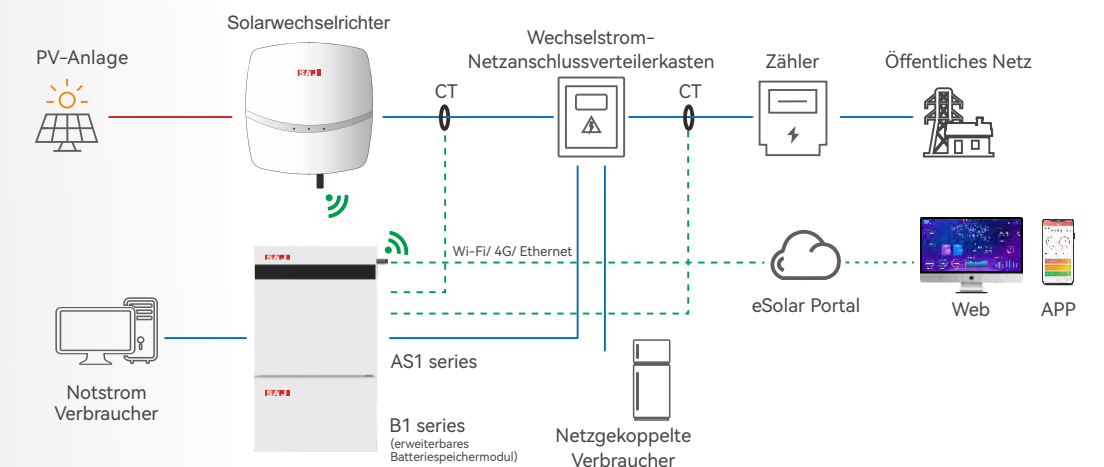 Solarwechselrichter
PV-Anlage
SAJ
CT
Wechselstrom-
Netzanschlussverteilerkasten
CT
Zähler
Öffentliches Netz
SAJ
Wi-Fi/ 4G/ Ethernet
eSolar Portal
Web
APP
Notstrom
Verbraucher
AS1 series
SAJ
B1 series
(erweiterbares
Batteriespeichermodul)
Netzgekoppelte
Verbraucher